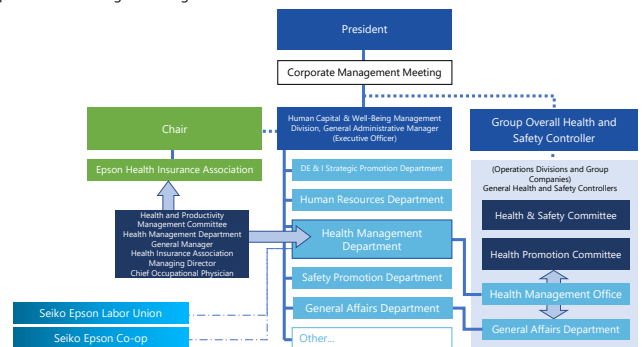 President
Corporate Management Meeting
Chair
Human Capital & Well-Being Management
Division, General Administrative Manager
(Executive Officer)
Group Overall Health and
Safety Controller
Epson Health Insurance Association
DE & I Strategic Promotion Department
(Operations Divisions and Group
Companies)
General Health and Safety Controllers
Human Resources Department
Health & Safety Committee
Health and Productivity
Management Committee
Health Management Department
General Manager
Health Insurance Association
Managing Director
Chief Occupational Physician
Health Management
Department
Health Promotion Committee
Safety Promotion Department
Health Management Office
Seiko Epson Labor Union
General Affairs Department
General Affairs Department
Seiko Epson Co-op
Other...